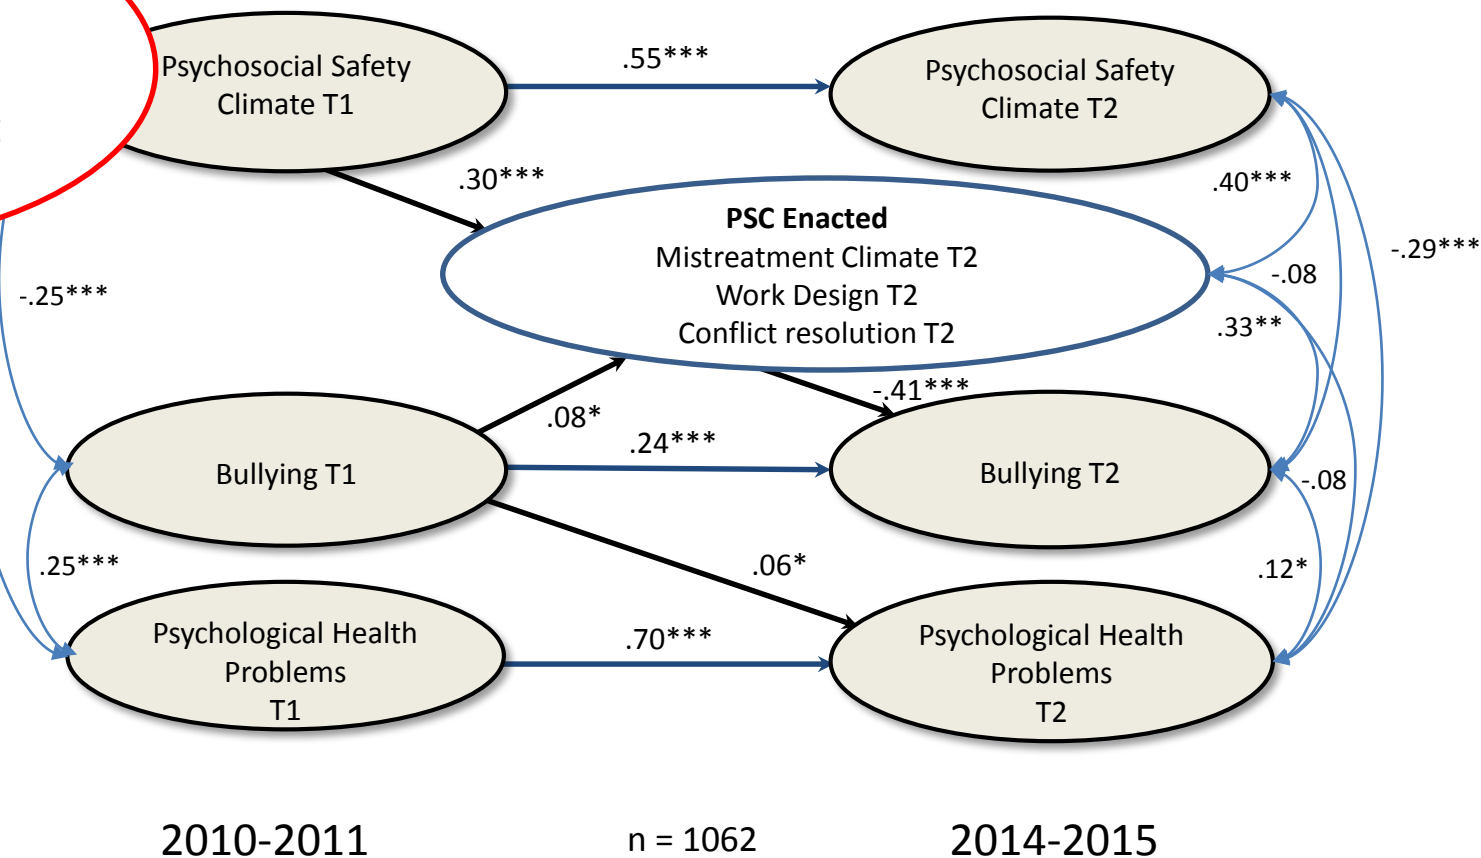 Psychosocial Safety
Climate T1
.55***
Psychosocial Safety
Climate T2
.30***
.40***
PSC Enacted
Mistreatment Climate T2
Work Design T2
Conflict resolution T2
-.29***
-.08
-.25***
.33**
-.41***
.08*
.24***
Bullying T1
Bullying T2
-.08
.25***
.06*
.12*
Psychological Health
Problems
T1
.70***
Psychological Health
Problems
T2
2010-2011
n = 1062
2014-2015